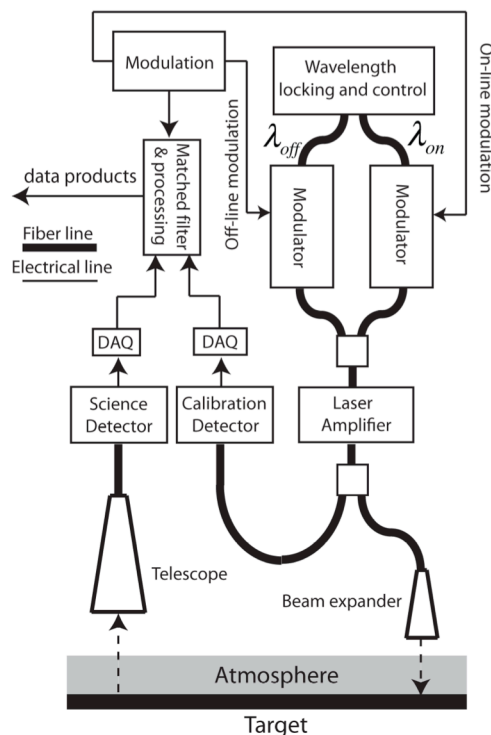 Modulation
Wavelength
locking and control
On-line modulation
λoff
λon
Off-line modulation
Matched filter
& processing
data products
Modulator
Modulator
Fiber line
Electrical line
DAQ
DAQ
Science
Detector
Calibration
Detector
Laser
Amplifier
Telescope
Beam expander
Atmosphere
Target